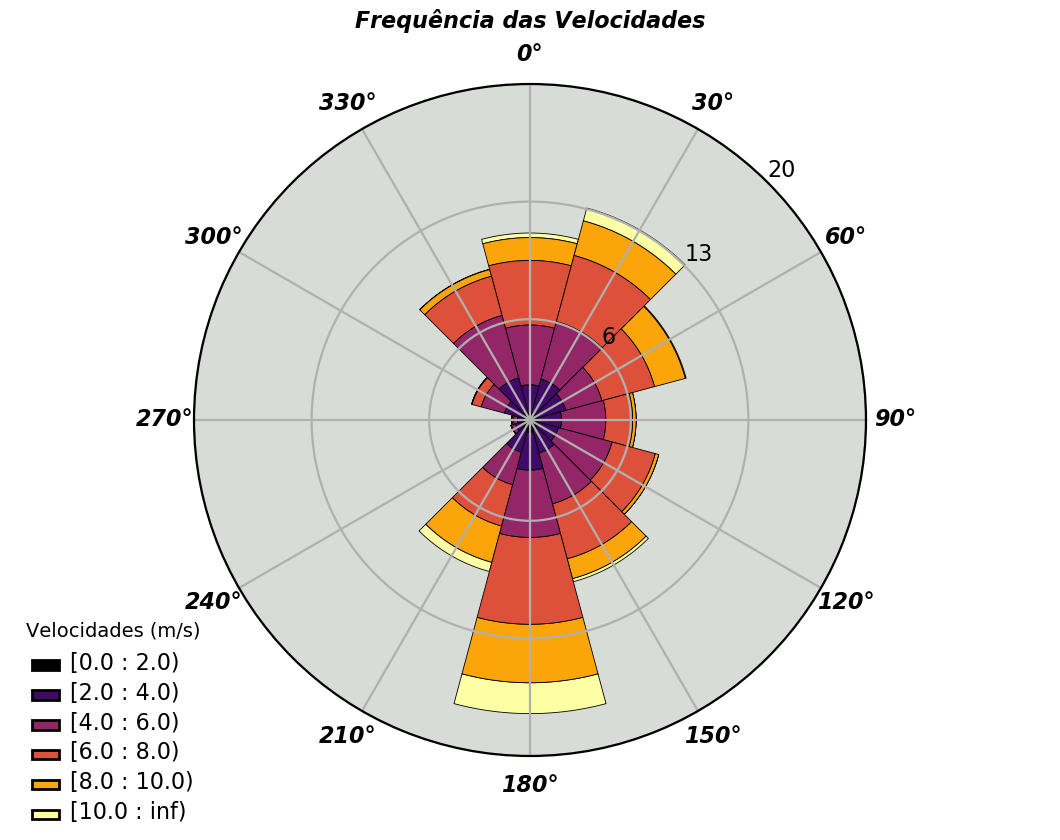 Frequência das Velocidades
0°
330°
30°
20
300°
60°
13
6
270°
90°
240°
120°
210°
150°
180°
Velocidades (m/s)
[0.0 : 2.0)
[2.0 : 4.0)
[4.0 : 6.0)
[6.0 : 8.0)
[8.0 : 10.0)
[10.0 : inf)